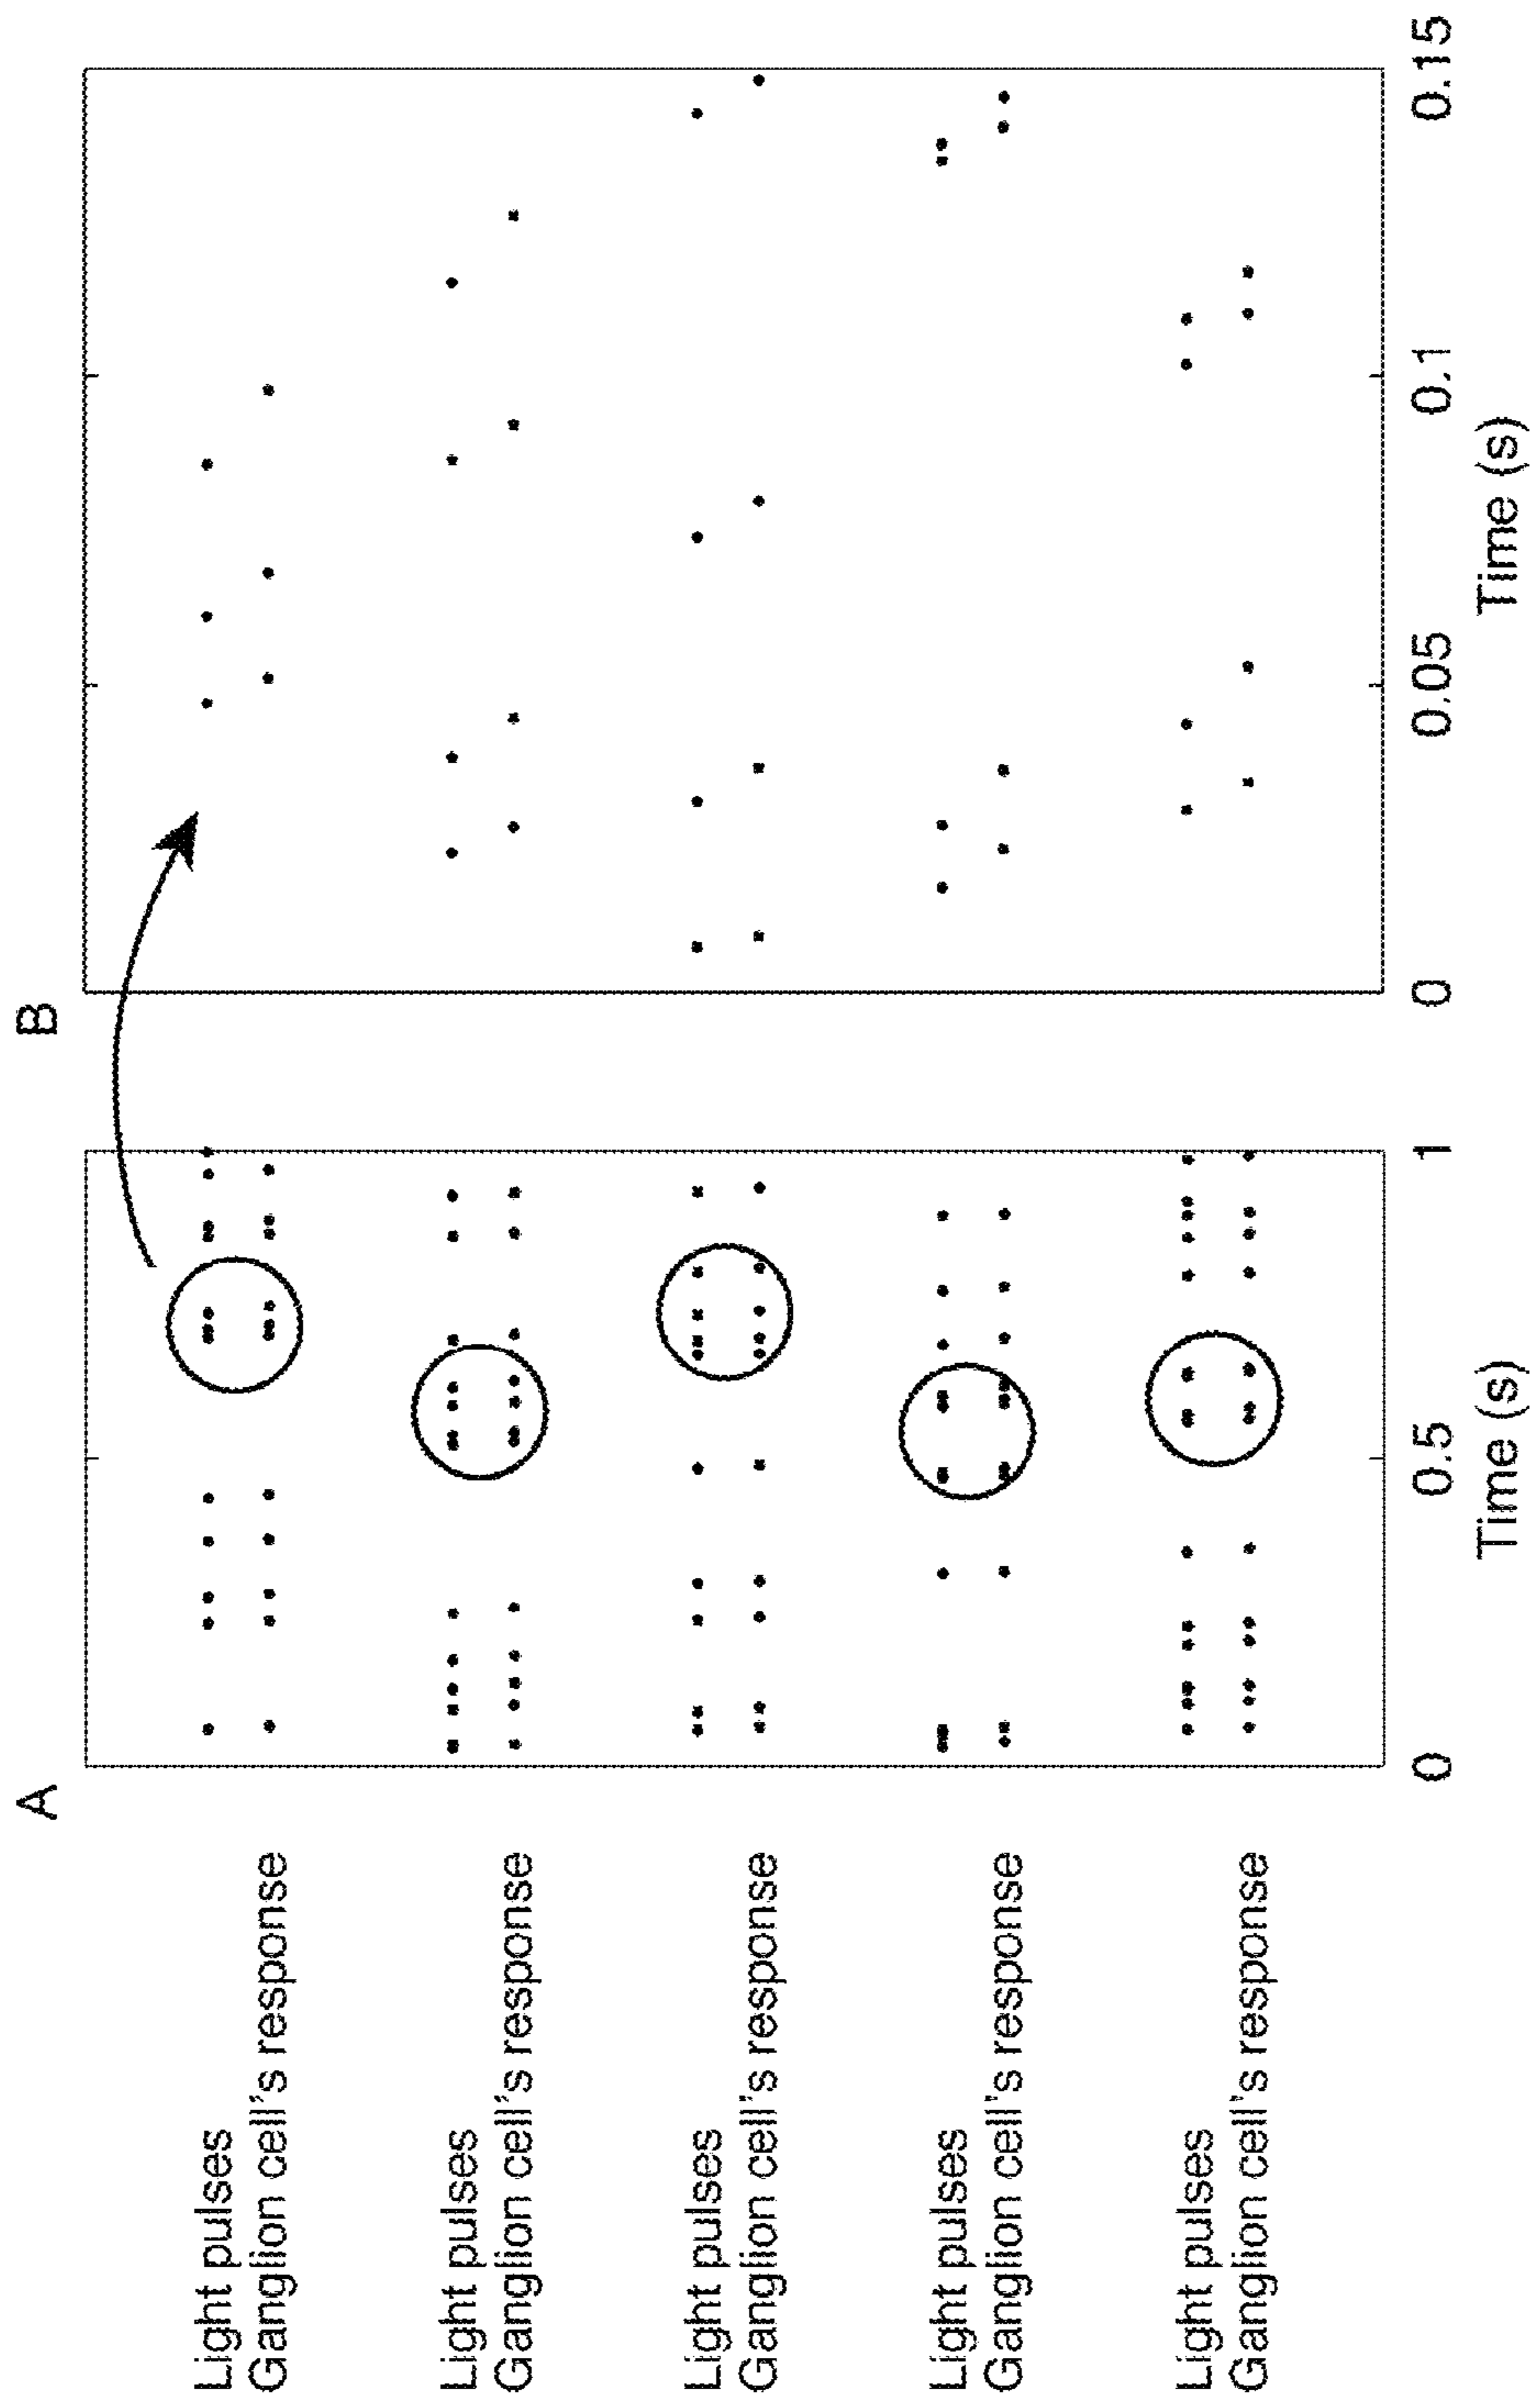 A
B
Light pulses
Ganglion cell's response
Light pulses
Ganglion cell's response
Light pulses
Ganglion cell's response
Light pulses
Ganglion cell's response
Light pulses
Ganglion cell's response
0 0.5 1
Time (s)
0 0.05 0.1 0.15
Time (s)